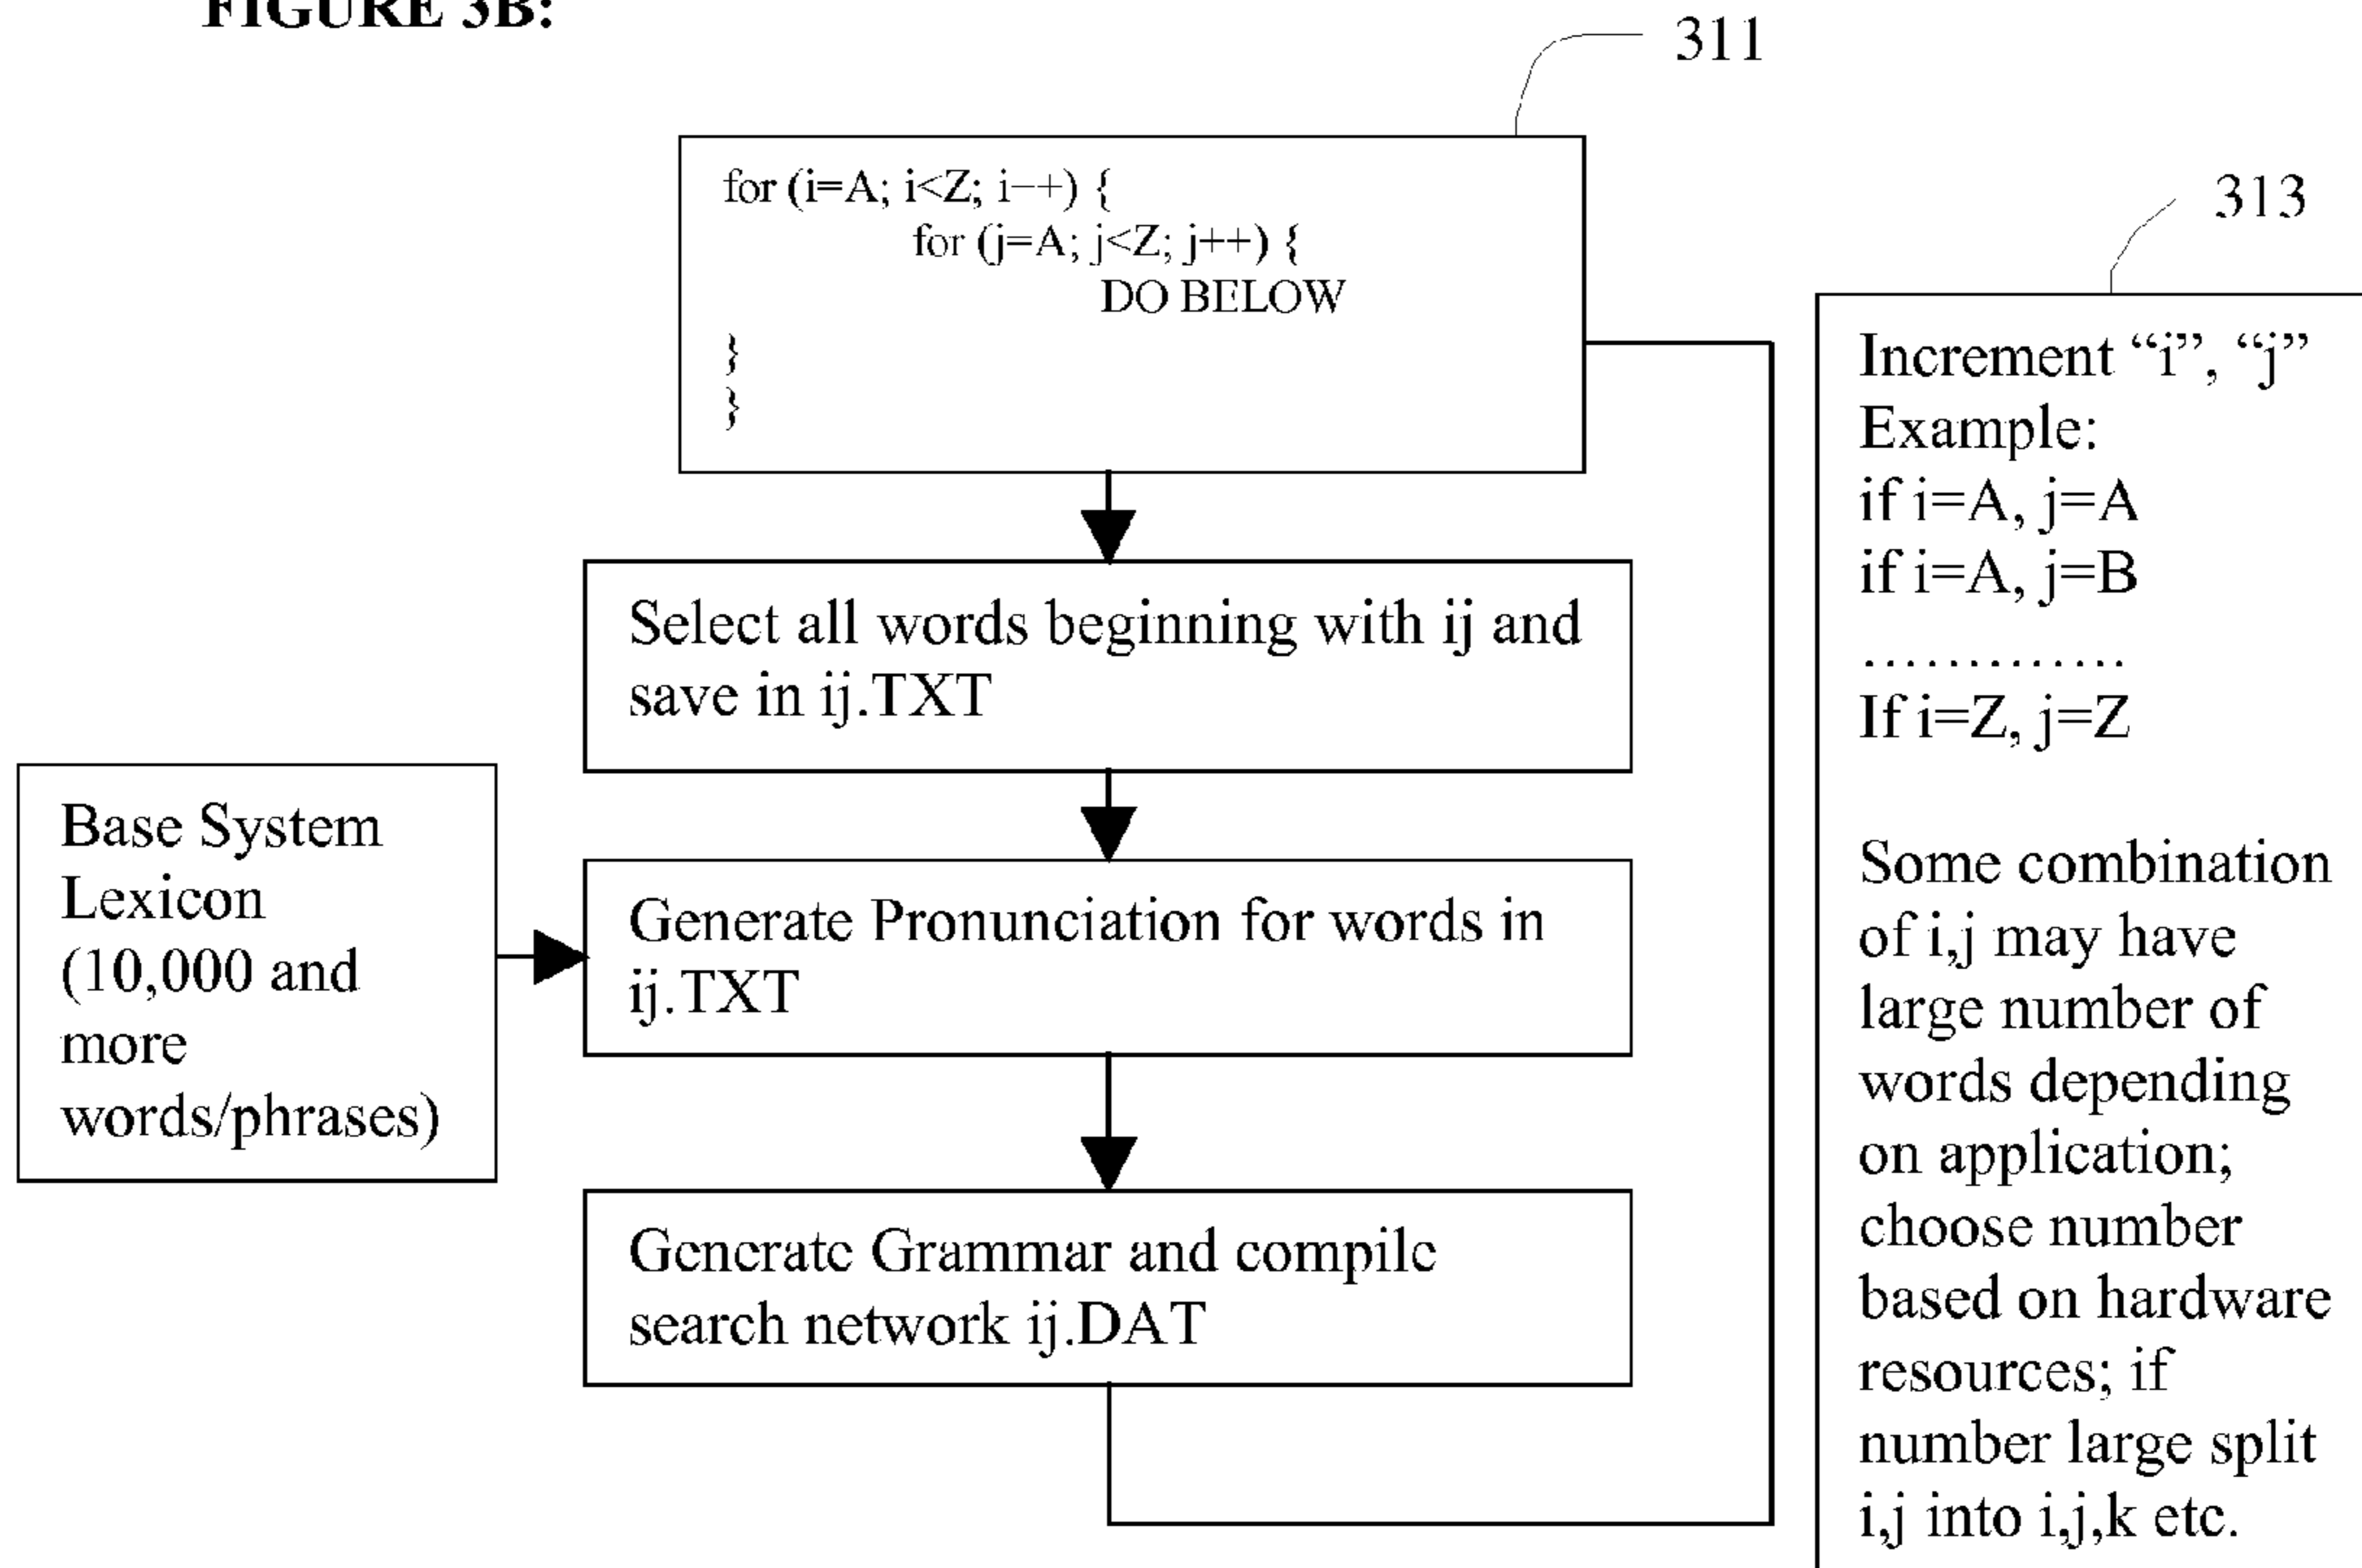 FIGURE 3B:
311
for (i=A; i<Z; i-+) {
for (j=A; j<Z; j++) {
DO BELOW
}
}
313
Increment “i”, “j”
Example:
if i=A, j=A
if i=A, j=B
.............
If i=Z, j=Z
Some combination
of i,j may have
large number of
words depending
on application;
choose number
based on hardware
resources; if
number large split
i,j into i,j,k etc.
Select all words beginning with ij and
save in ij.TXT
Base System
Lexicon
(10,000 and
more
words/phrases)
Generate Pronunciation for words in
ij.TXT
Generate Grammar and compile
search network ij.DAT